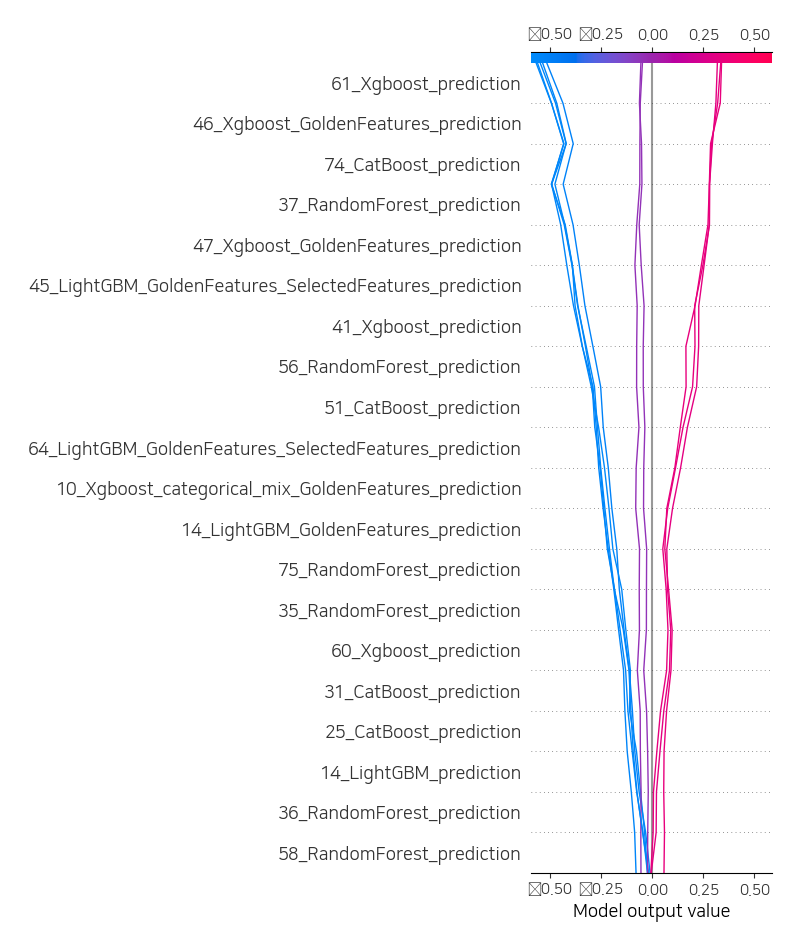 0.50 0.25 0.00 0.25 0.50
61_Xgboost_prediction
46_Xgboost_GoldenFeatures_prediction
74_CatBoost_prediction
37_RandomForest_prediction
47_Xgboost_GoldenFeatures_prediction
45_LightGBM_GoldenFeatures_SelectedFeatures_prediction
41_Xgboost_prediction
56_RandomForest_prediction
51_CatBoost_prediction
64_LightGBM_GoldenFeatures_SelectedFeatures_prediction
10_Xgboost_categorical_mix_GoldenFeatures_prediction
14_LightGBM_GoldenFeatures_prediction
75_RandomForest_prediction
35_RandomForest_prediction
60_Xgboost_prediction
31_CatBoost_prediction
25_CatBoost_prediction
14_LightGBM_prediction
36_RandomForest_prediction
58_RandomForest_prediction
0.50 0.25 0.00 0.25 0.50
Model output value